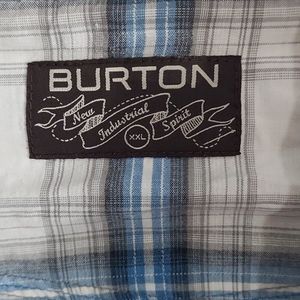 BURTON
New Industrial Spirit
XXL